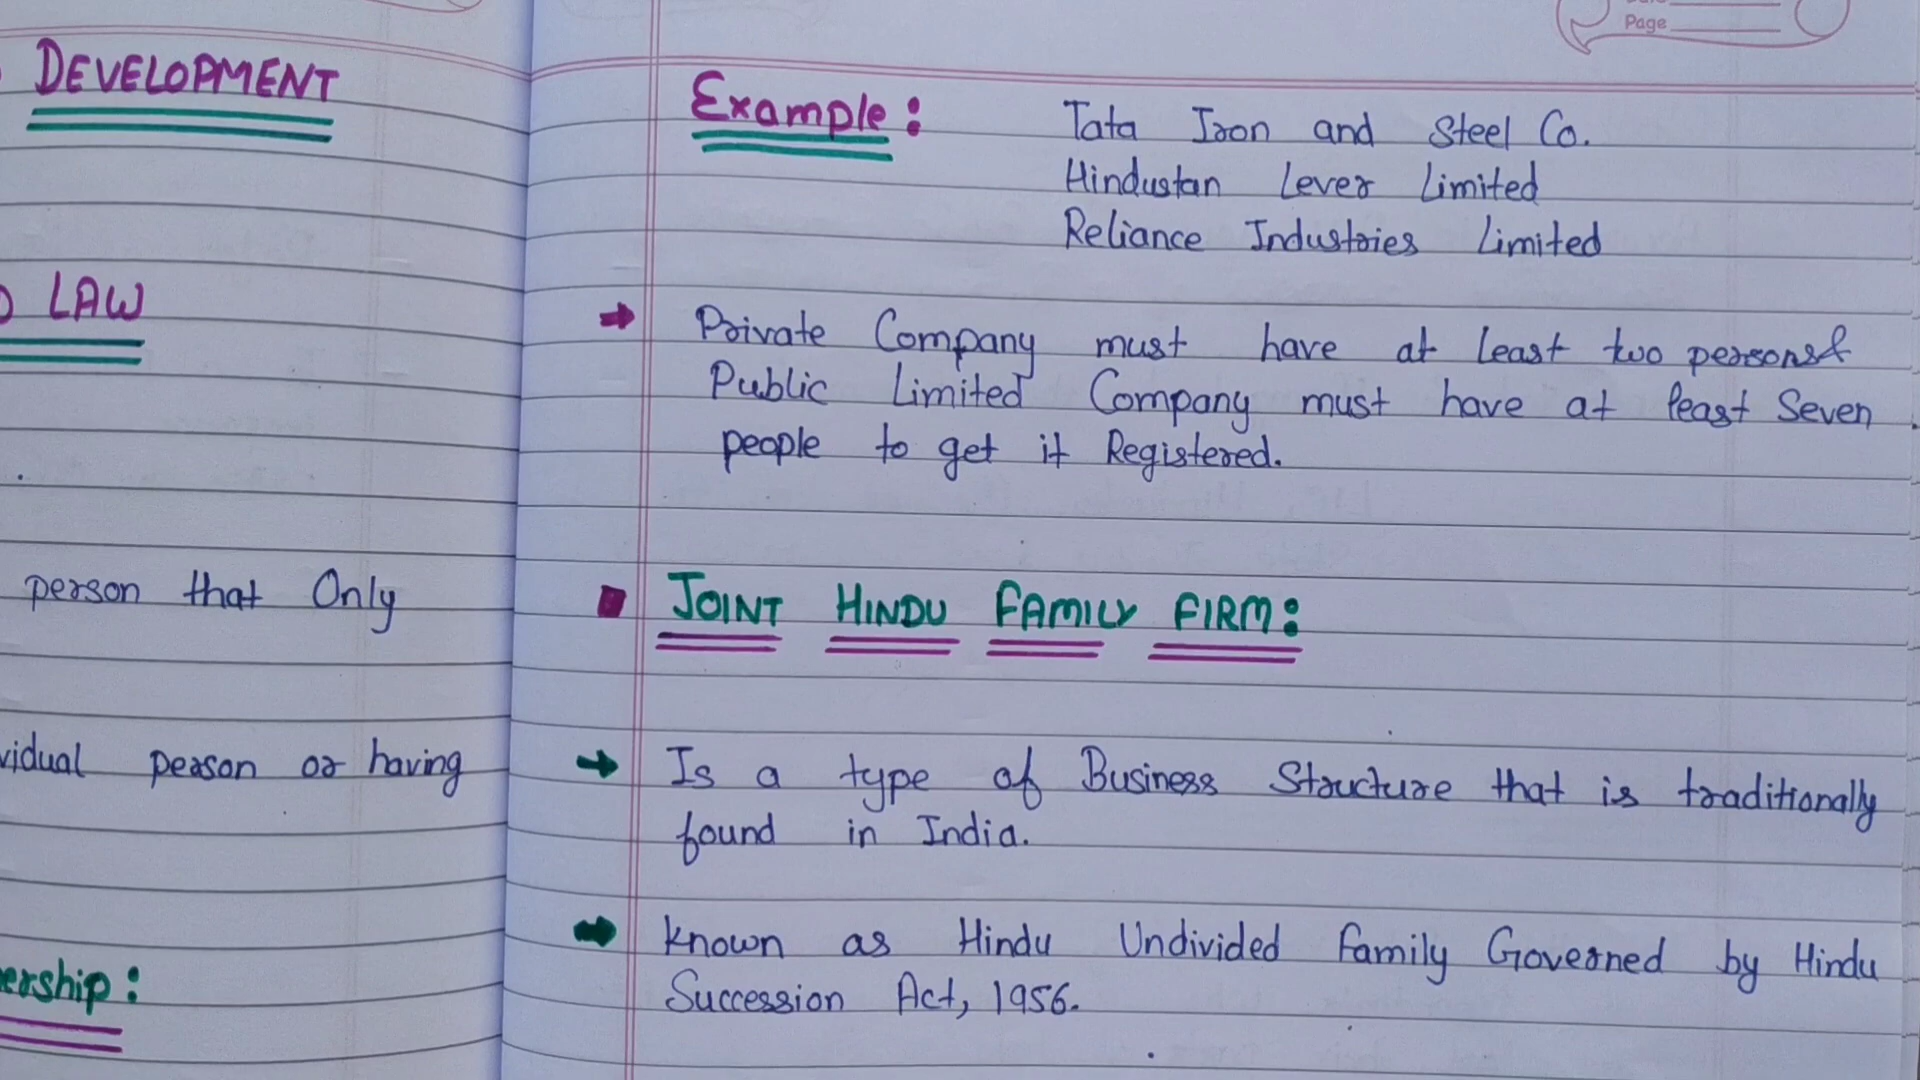 DEVELOPMENT
LAW
person that Only
vidual person or having
ership:
Page
Example: Tata Iron and Steel Co.
Hindustan Lever Limited
Reliance Industries Limited
Private Company must have at least two persons &
Public Limited Company must have at least Seven
people to get it Registered.
JOINT HINDU FAMILY FIRM:
Is a type of Business Structure that is traditionally
found in India.
Known as Hindu Undivided Family Governed by Hindu
Succession Act, 1956.